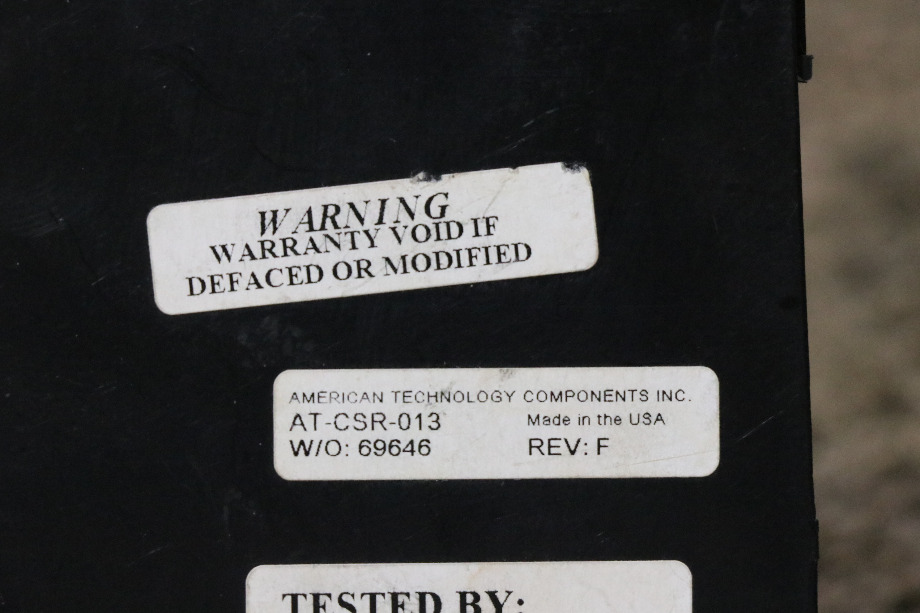 WARNING
WARRANTY VOID IF
DEFACED OR MODIFIED
AMERICAN TECHNOLOGY COMPONENTS INC.
AT-CSR-013 Made in the USA
W/O: 69646 REV: F
TESTED BY: